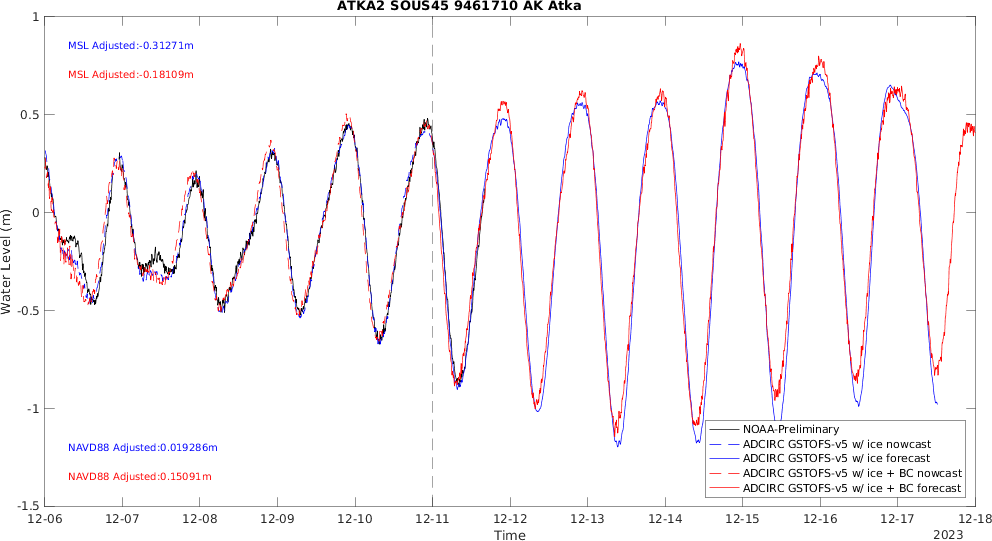 ATKA2 SOUS45 9461710 AK Atka
MSL Adjusted:-0.31271m
MSL Adjusted:-0.18109m
NAVD88 Adjusted:0.019286m
NAVD88 Adjusted:0.15091m
Water Level (m)
1
0.5
0
-0.5
-1
-1.5
NOAA-Preliminary
ADCIRC GSTOFS-v5 w/ ice nowcast
ADCIRC GSTOFS-v5 w/ ice forecast
ADCIRC GSTOFS-v5 w/ ice + BC nowcast
ADCIRC GSTOFS-v5 w/ ice + BC forecast
12-06 12-07 12-08 12-09 12-10 12-11 12-12 12-13 12-14 12-15 12-16 12-17 12-18
Time
2023